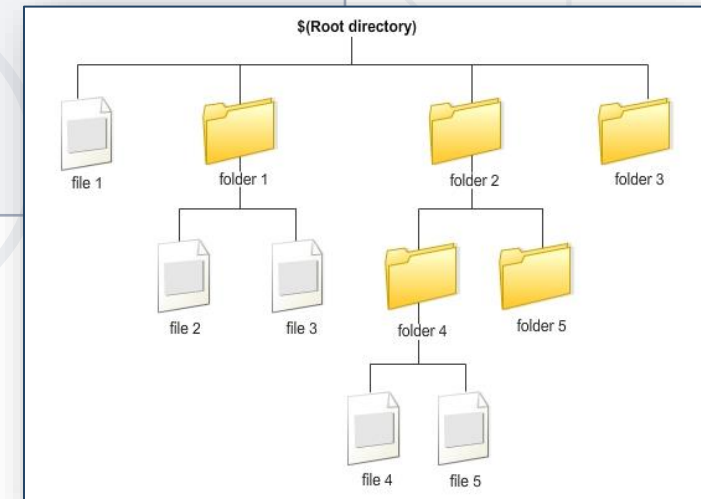 $(Root directory)
file 1
folder 1
folder 2
folder 3
file 2
file 3
folder 4
folder 5
file 4
file 5